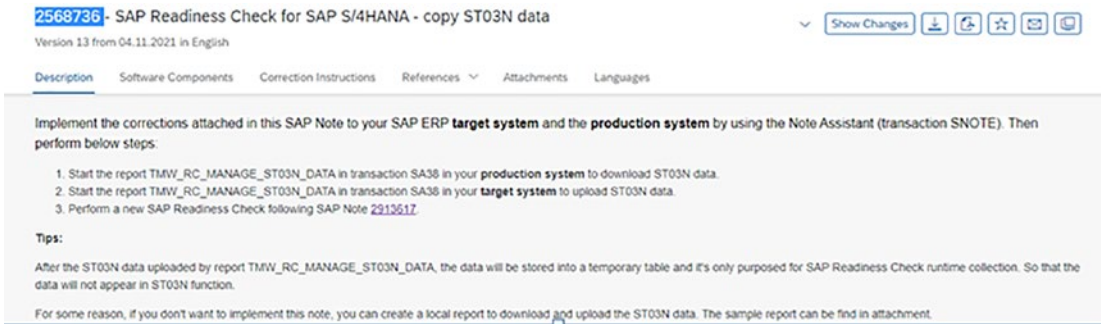 2568736 - SAP Readiness Check for SAP S/4HANA - copy ST03N data
Show Changes
Version 13 from 04.11.2021 in English
Description Software Components Correction Instructions References Attachments Languages
Implement the corrections attached in this SAP Note to your SAP ERP target system and the production system by using the Note Assistant (transaction SNOTE). Then
perform below steps:
1. Start the report TMW_RC_MANAGE_ST03N_DATA in transaction SA38 in your production system to download ST03N data.
2. Start the report TMW_RC_MANAGE_ST03N_DATA in transaction SA38 in your target system to upload ST03N data.
3. Perform a new SAP Readiness Check following SAP Note 2913617.
Tips:
After the ST03N data uploaded by report TMW_RC_MANAGE_ST03N_DATA, the data will be stored into a temporary table and it's only purposed for SAP Readiness Check runtime collection. So that the
data will not appear in ST03N function.
For some reason, if you don't want to implement this note, you can create a local report to download and upload the ST03N data. The sample report can be find in attachment.